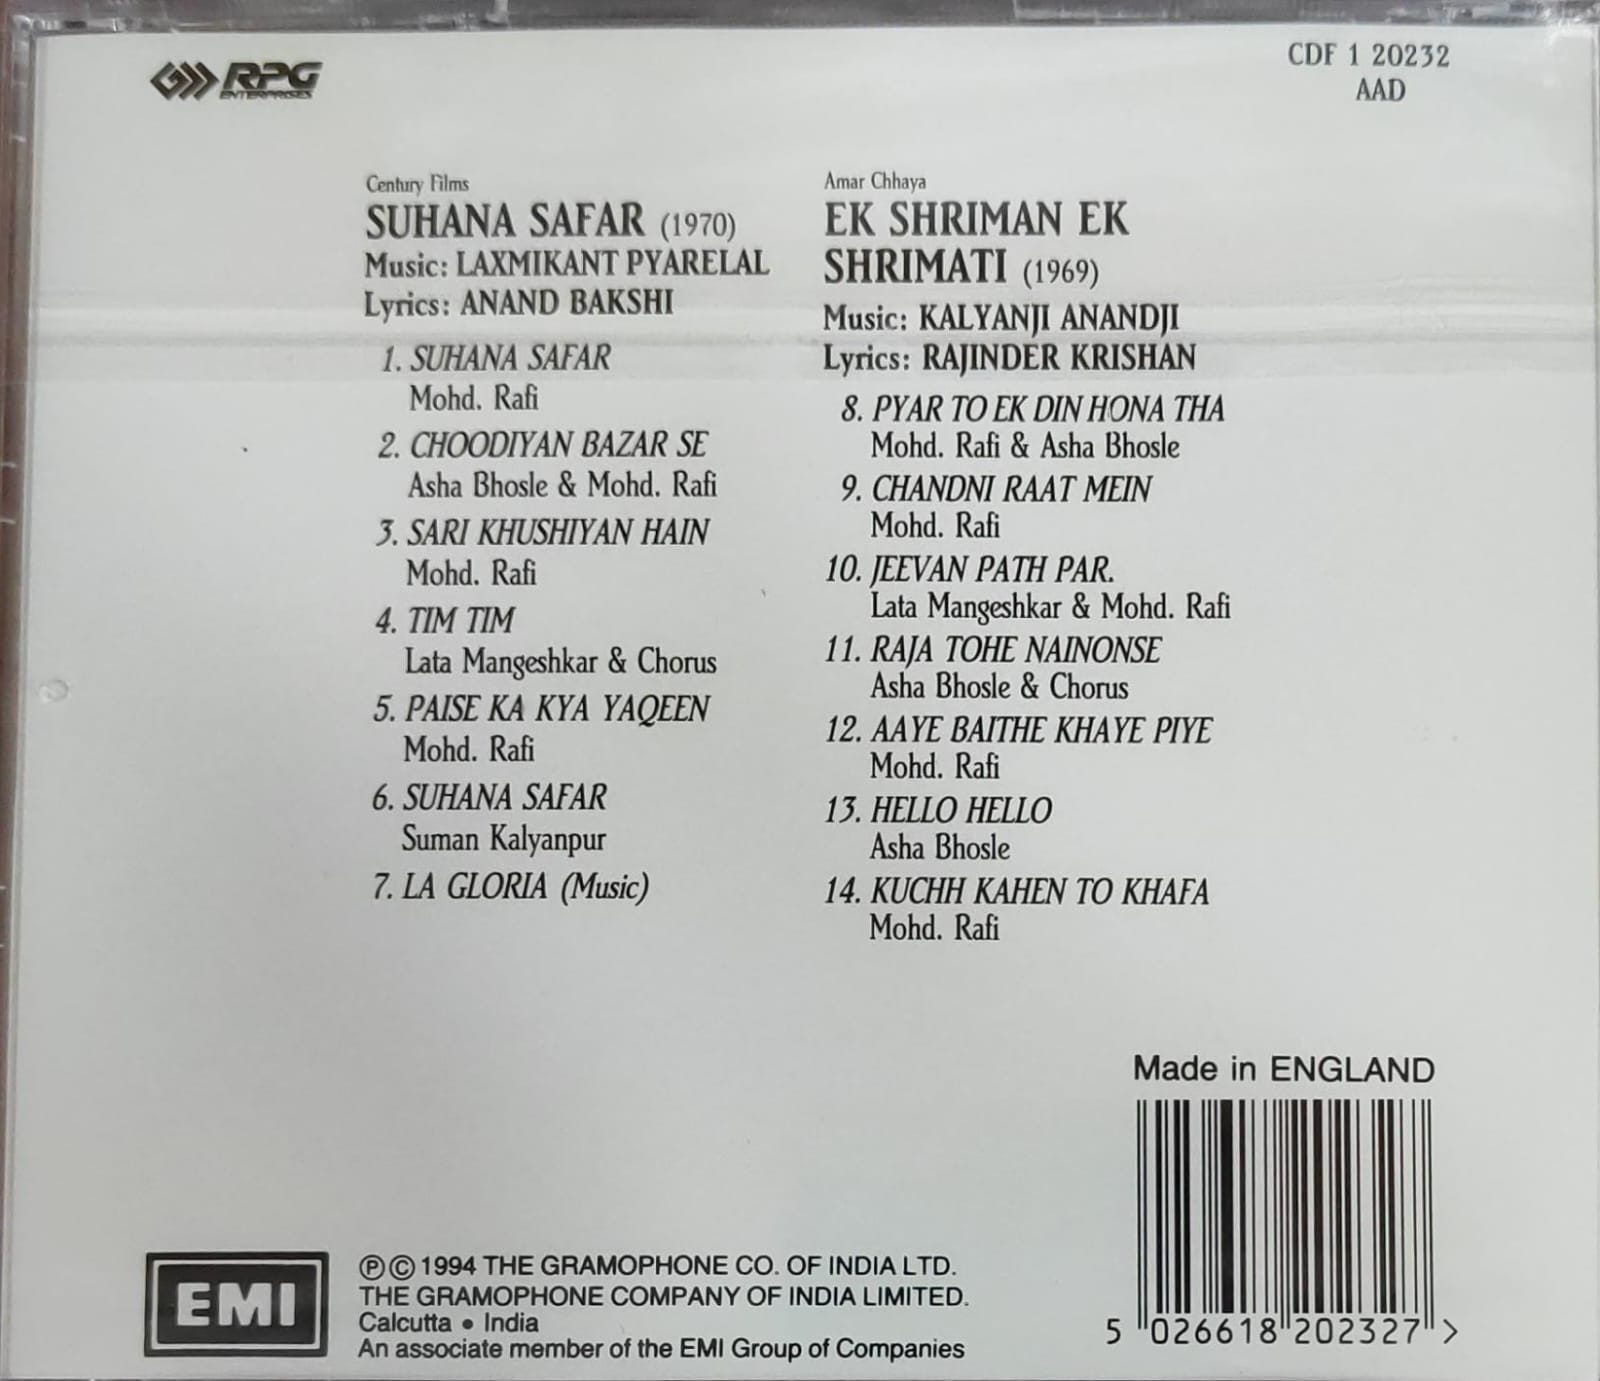 RPG
ENTERPRISES
CDF 1 20232
AAD
Century Films
SUHANA SAFAR (1970)
Music: LAXMIKANT PYARELAL
Lyrics: ANAND BAKSHI
1. SUHANA SAFAR
Mohd. Rafi
2. CHOODIYAN BAZAR SE
Asha Bhosle & Mohd. Rafi
3. SARI KHUSHIYAN HAIN
Mohd. Rafi
4. TIM TIM
Lata Mangeshkar & Chorus
5. PAISE KA KYA YAQEEN
Mohd. Rafi
6. SUHANA SAFAR
Suman Kalyanpur
7. LA GLORIA (Music)
Amar Chhaya
EK SHRIMAN EK
SHRIMATI (1969)
Music: KALYANJI ANANDJI
Lyrics: RAJINDER KRISHAN
8. PYAR TO EK DIN HONA THA
Mohd. Rafi & Asha Bhosle
9. CHANDNI RAAT MEIN
Mohd. Rafi
10. JEEVAN PATH PAR.
Lata Mangeshkar & Mohd. Rafi
11. RAJA TOHE NAINONSE
Asha Bhosle & Chorus
12. AAYE BAITHE KHAYE PIYE
Mohd. Rafi
13. HELLO HELLO
Asha Bhosle
14. KUCHH KAHEN TO KHAFA
Mohd. Rafi
Made in ENGLAND
5 026618 202327 >
EMI
℗ © 1994 THE GRAMOPHONE CO. OF INDIA LTD.
THE GRAMOPHONE COMPANY OF INDIA LIMITED.
Calcutta • India
An associate member of the EMI Group of Companies